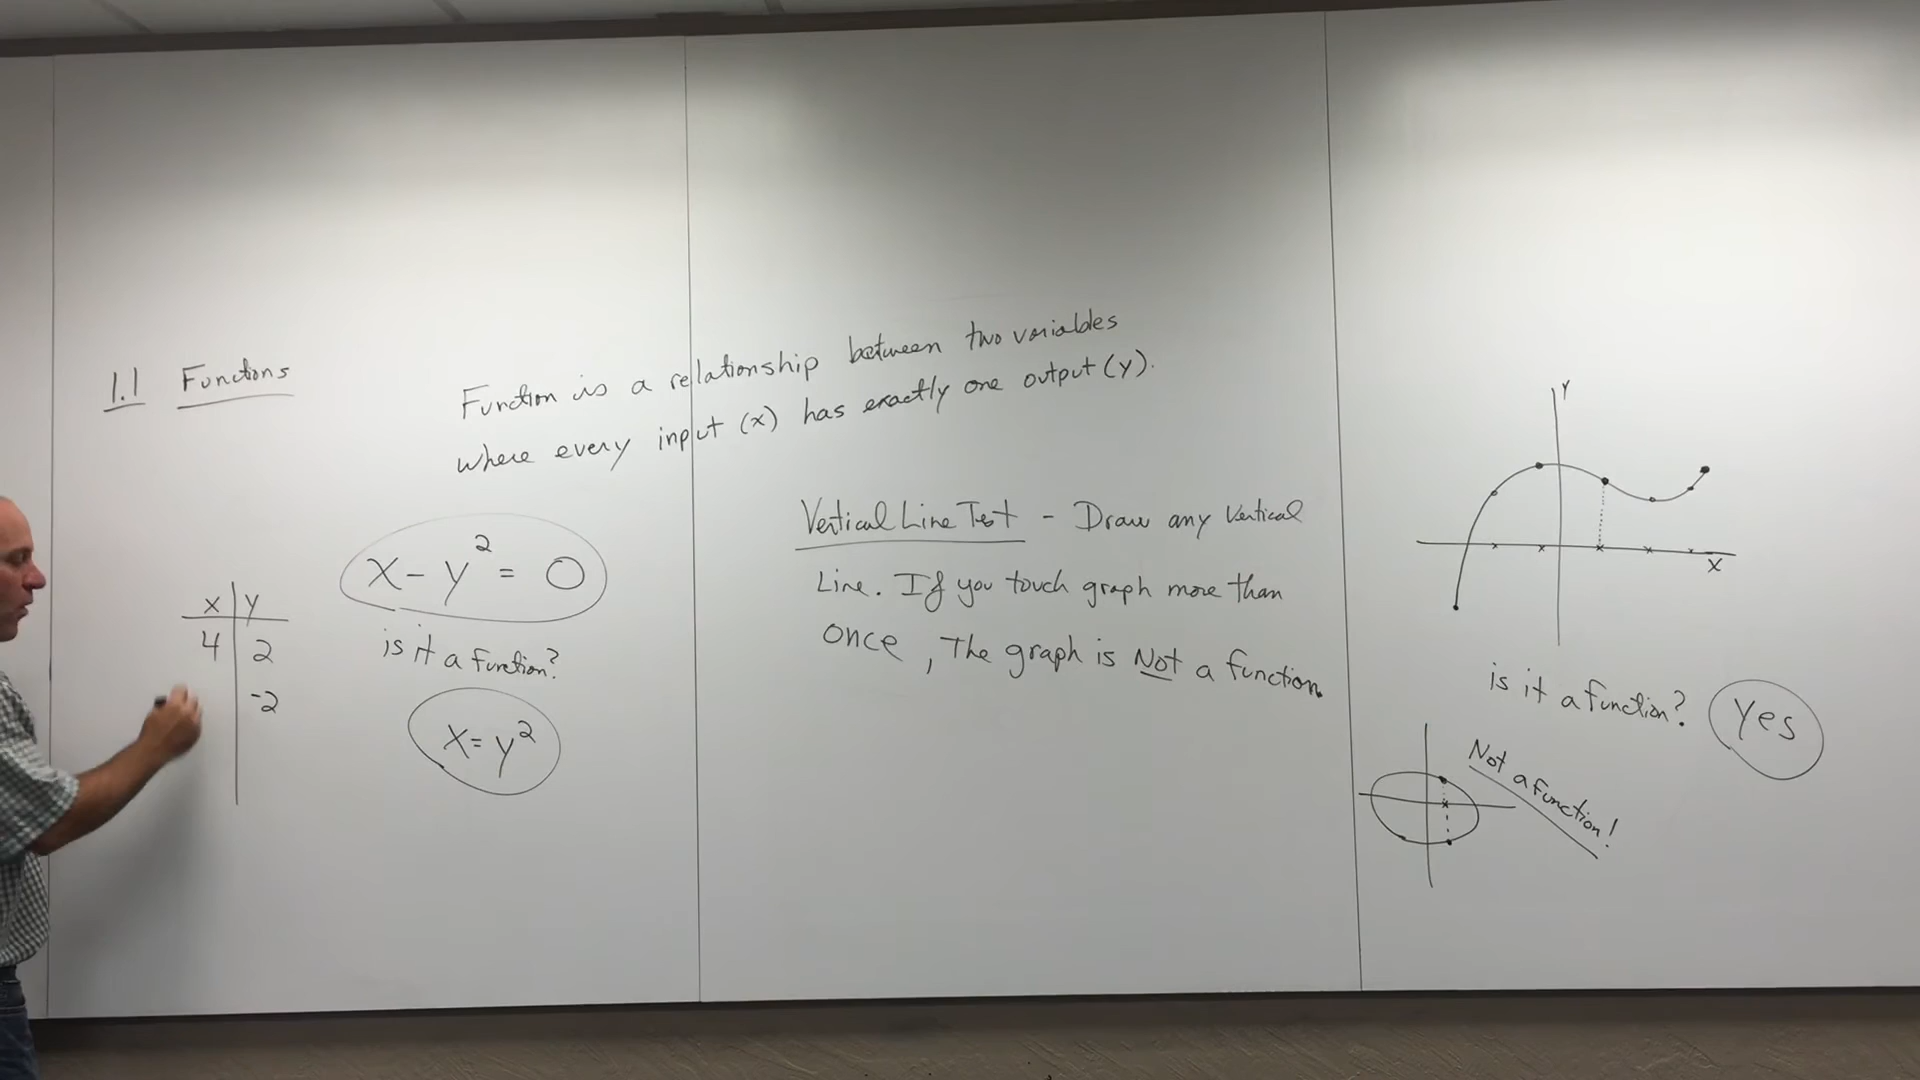 1.1 Functions
Function is a relationship between two variables
where every input (x) has exactly one output (y).
x - y² = 0
is it a function?
x = y²
x y
4 2
-2
Vertical Line Test - Draw any Vertical
Line. If you touch graph more than
once, The graph is Not a function.
Y
X
is it a function? Yes
Not a function!